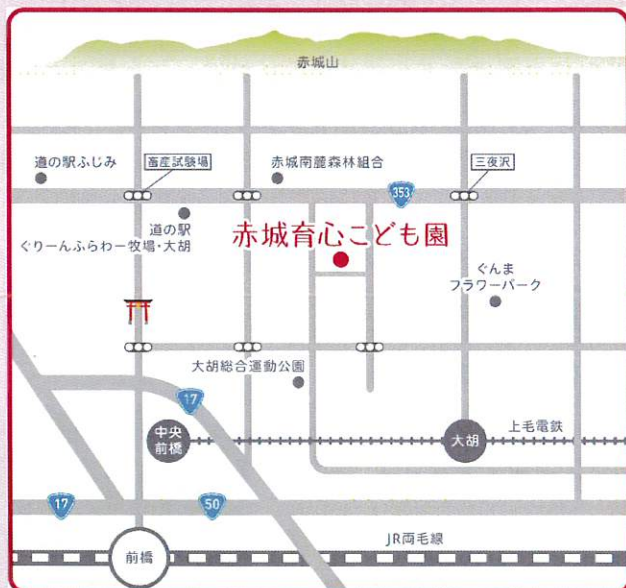 赤城山
道の駅ふじみ
畜産試験場
赤城南麓森林組合
三夜沢
353
道の駅
ぐりーんふらわー牧場・大胡
赤城育心こども園
ぐんま
フラワーパーク
大胡総合運動公園
17
中央
前橋
大胡
上毛電鉄
17
50
前橋
JR両毛線